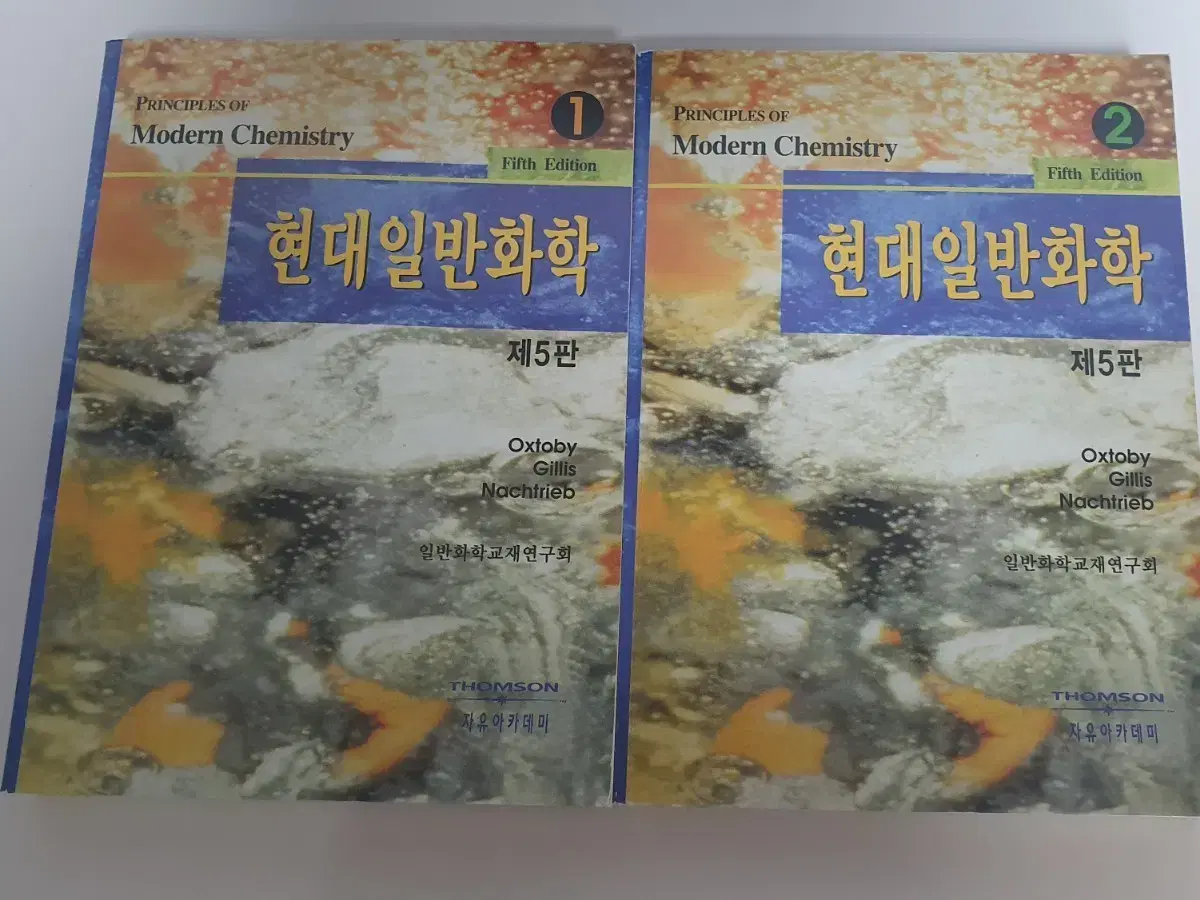 PRINCIPLES OF
Modern Chemistry
1
Fifth Edition
현대일반화학
제5판
Oxtoby
Gillis
Nachtrieb
일반화학교재연구회
THOMSON
자유아카데미
PRINCIPLES OF
Modern Chemistry
2
Fifth Edition
현대일반화학
제5판
Oxtoby
Gillis
Nachtrieb
일반화학교재연구회
THOMSON
자유아카데미